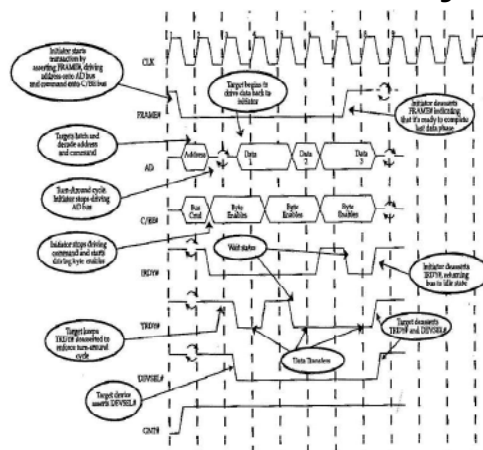 Initiator starts
transaction by
asserting FRAME#, driving
address onto AD bus
and command onto C/BE# bus
CLK
Target begins to
drive data back to
initiator
Initiator deasserts
FRAME# indicating
that it's ready to complete
last data phase
FRAME#
Targets latch and
decode address
and command
AD
Address
Data
Data
2
Data
3
Turn-Around cycle.
Initiator stops driving
AD bus
C/BE#
Bus
Cmd
Byte
Enables
Byte
Enables
Byte
Enables
Initiator stops driving
command and starts
driving byte enables
Wait states
IRDY#
Initiator deasserts
IRDY#, returning
bus to idle state
TRDY#
Target keeps
TRDY# deasserted to
enforce turn-around
cycle
Data Transfers
Target deasserts
TRDY# and DEVSEL#
DEVSEL#
Target device
asserts DEVSEL#
GNT#